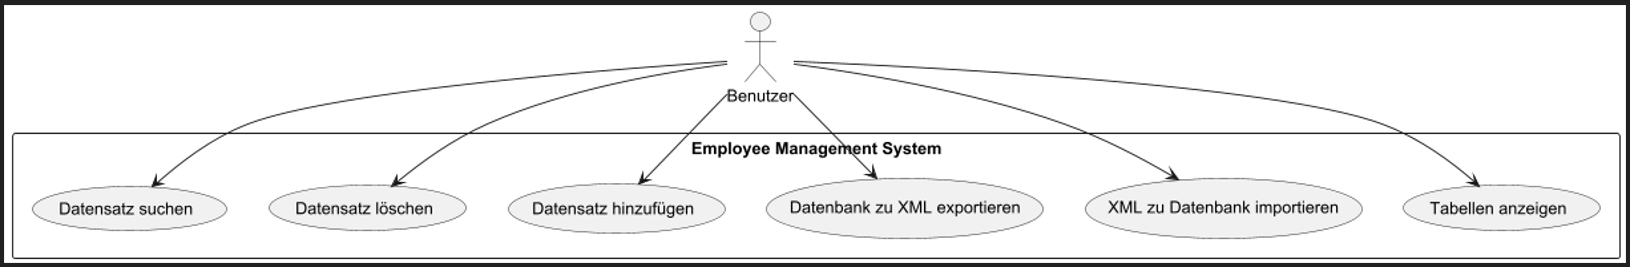 Benutzer
Employee Management System
Datensatz suchen
Datensatz löschen
Datensatz hinzufügen
Datenbank zu XML exportieren
XML zu Datenbank importieren
Tabellen anzeigen